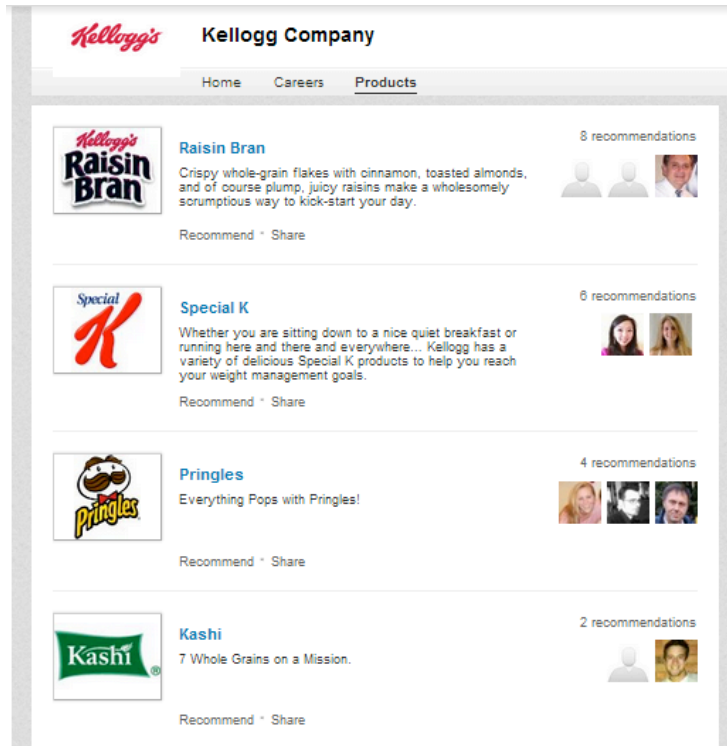 Kellogg's
Kellogg Company
Home Careers Products
Kellogg's
Raisin
Bran
Raisin Bran
8 recommendations
Crispy whole-grain flakes with cinnamon, toasted almonds,
and of course plump, juicy raisins make a wholesomely
scrumptious way to kick-start your day.
Recommend * Share
Special
K
Special K
6 recommendations
Whether you are sitting down to a nice quiet breakfast or
running here and there and everywhere... Kellogg has a
variety of delicious Special K products to help you reach
your weight management goals.
Recommend * Share
Pringles
Pringles
4 recommendations
Everything Pops with Pringles!
Recommend * Share
Kashi ®
Kashi
2 recommendations
7 Whole Grains on a Mission.
Recommend * Share